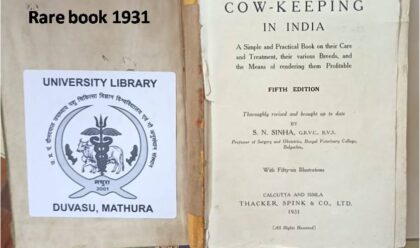 Rare book 1931
UNIVERSITY LIBRARY
मथुरा
2001
DUVASU, MATHURA
COW-KEEPING
IN INDIA
A Simple and Practical Book on their Care
and Treatment, their various Breeds, and
the Means of rendering them Profitable
FIFTH EDITION
Thoroughly revised and brought up to date
BY
S. N. SINHA, G.B.V.C., B.V.S.
Professor of Surgery and Obstetrics, Bengal Veterinary College,
Belgachia,
With Fifty-six Illustrations
CALCUTTA AND SIMLA
THACKER, SPINK & CO., LTD.
1931
(All Rights Reserved)